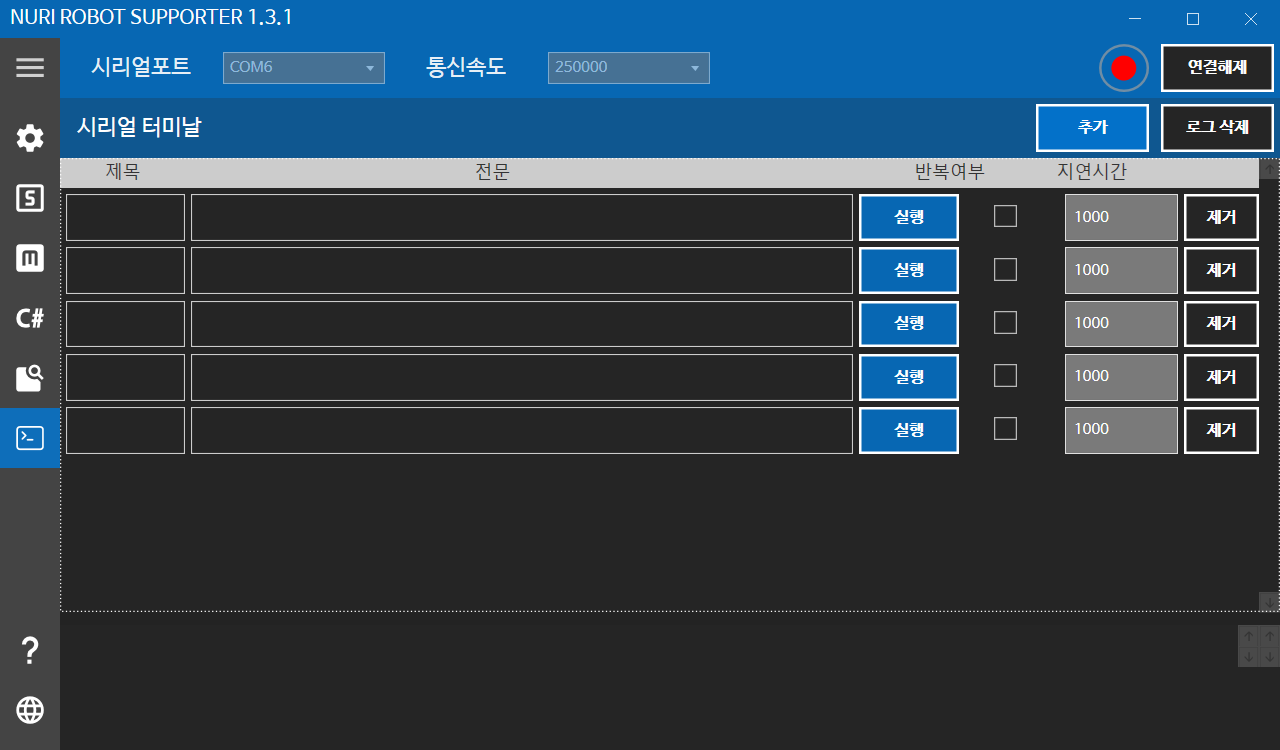 NURI ROBOT SUPPORTER 1.3.1
시리얼포트 COM6 통신속도 250000 연결해제
시리얼 터미날 추가 로그 삭제
제목 전문 반복여부 지연시간
실행 1000 제거
실행 1000 제거
C# 실행 1000 제거
실행 1000 제거
실행 1000 제거